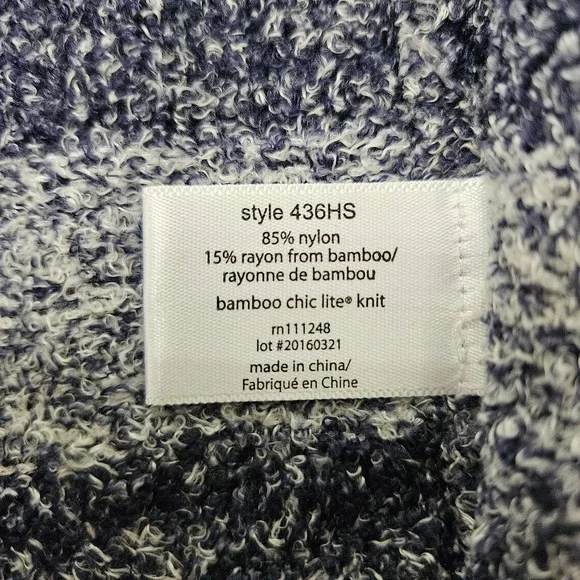 style 436HS
85% nylon
15% rayon from bamboo/
rayonne de bambou
bamboo chic lite® knit
rn111248
lot #20160321
made in china/
Fabriqué en Chine